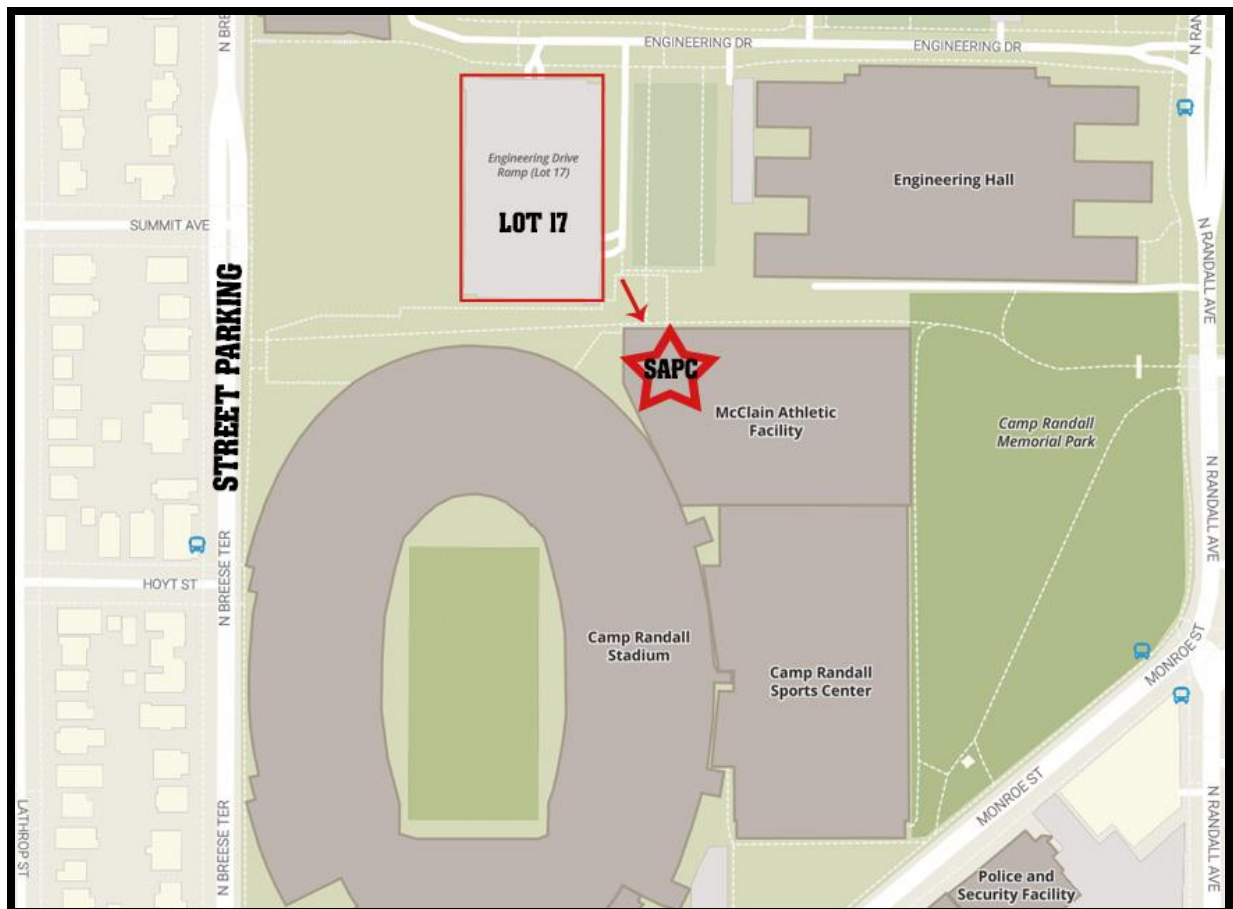 N BRE
ENGINEERING DR
ENGINEERING DR
N RAN
Engineering Drive
Ramp (Lot 17)
LOT 17
Engineering Hall
SUMMIT AVE
N RANDALL AVE
STREET PARKING
SAPC
McClain Athletic
Facility
Camp Randall
Memorial Park
N RANDALL AVE
N BREESE TER
HOYT ST
Camp Randall
Stadium
Camp Randall
Sports Center
MONROE ST
MONROE ST
LATHROP ST
N BREESE TER
N RANDALL AVE
Police and
Security Facility